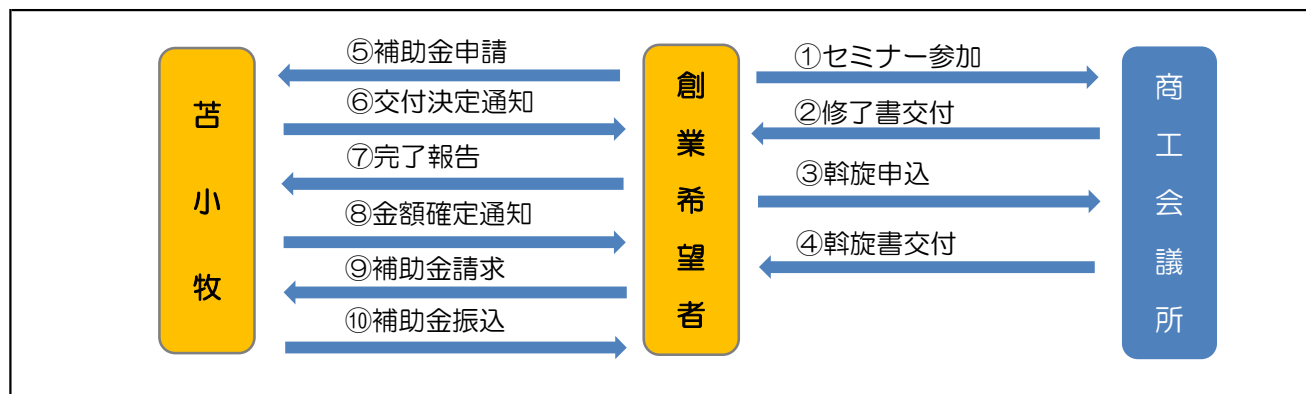 苫小牧
⑤補助金申請
⑥交付決定通知
⑦完了報告
⑧金額確定通知
⑨補助金請求
⑩補助金振込
創業希望者
①セミナー参加
②修了書交付
③斡旋申込
④斡旋書交付
商工会議所